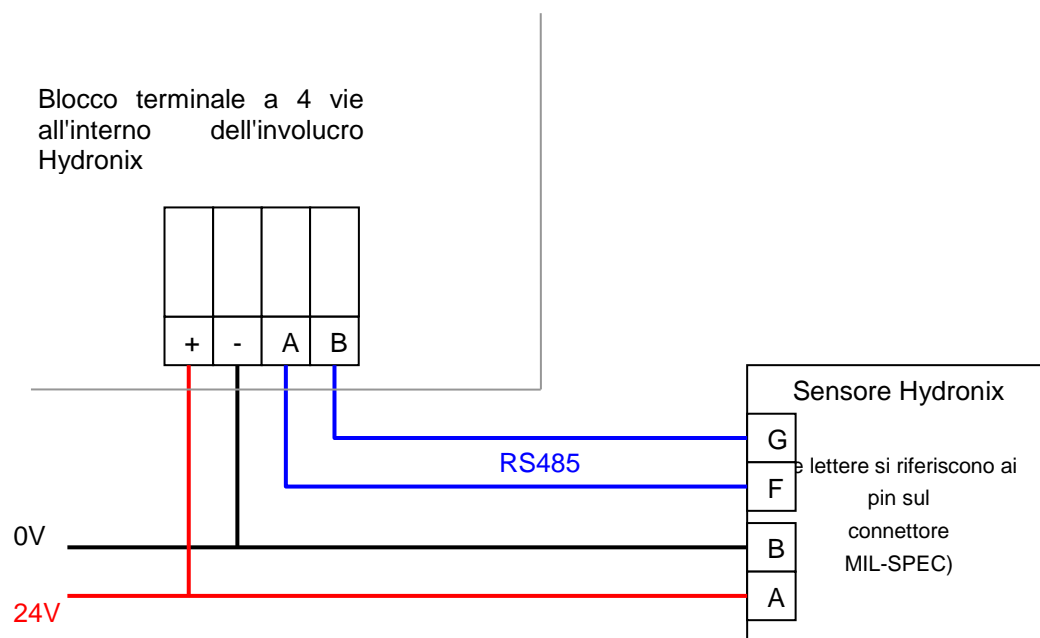 Blocco terminale a 4 vie
all'interno dell'involucro
Hydronix
+ - A B
Sensore Hydronix
G
RS485
e lettere si riferiscono ai
F
pin sul
connettore
0V
B
MIL-SPEC)
A
24V